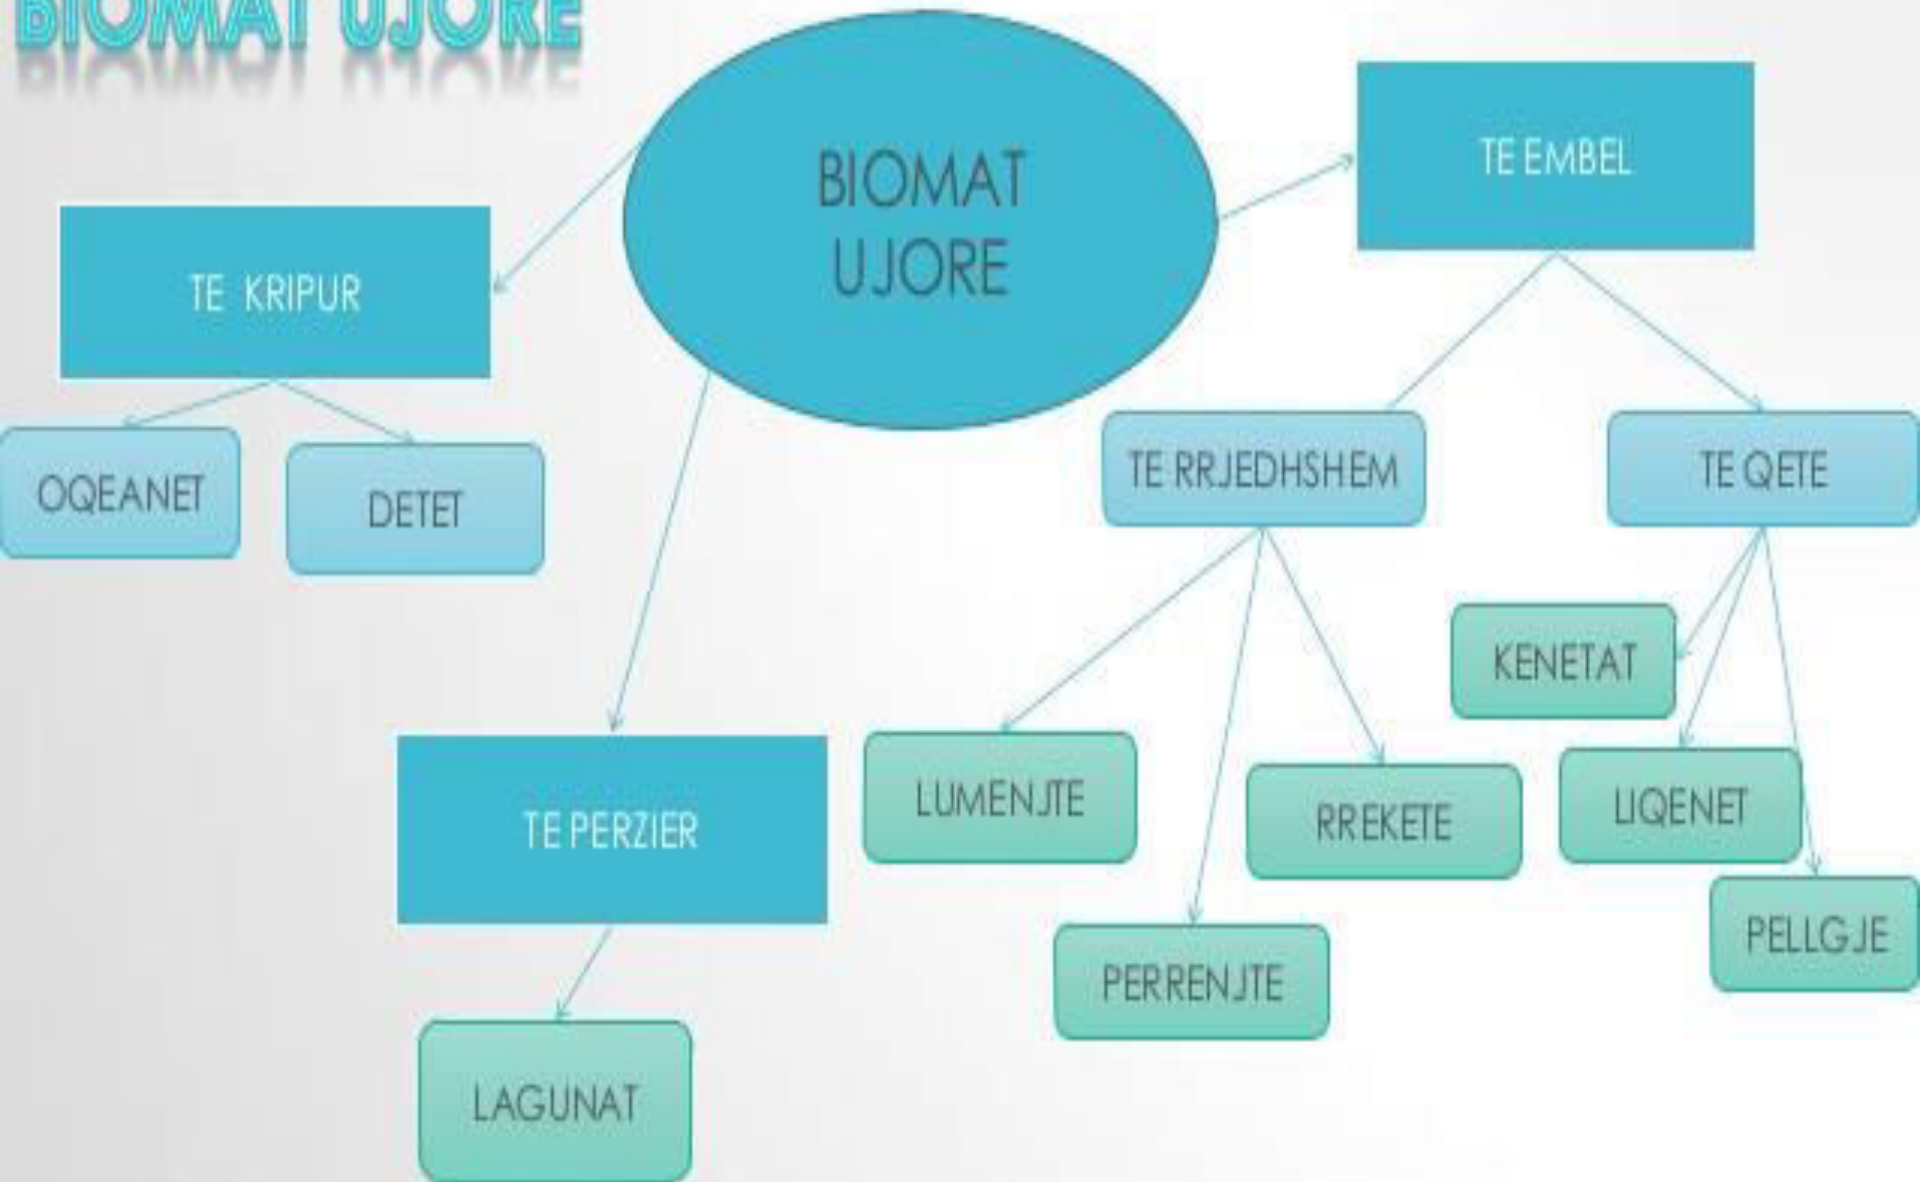 BIOMAT UJORE
BIOMAT
UJORE
TE EMBEL
TE KRIPUR
OQEANET
DETET
TE RRJEDHSHEM
TE QETE
KENETAT
LUMENJTE
RREKETE
LIQENET
TE PERZIER
PERRENJTE
PELLGJE
LAGUNAT